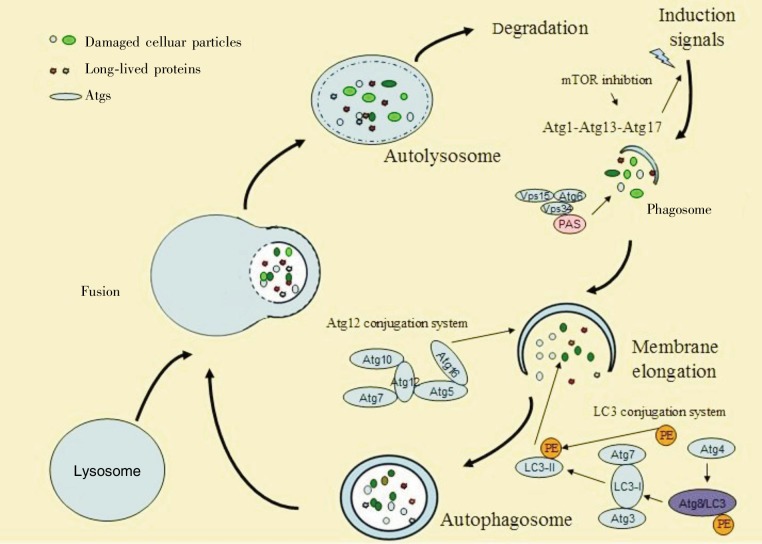 Induction
signals
Degradation
Damaged celluar particles
Long-lived proteins
Atgs
mTOR inhibtion
Atg1-Atg13-Atg17
Autolysosome
Vps15
Atg6
Vps34
PAS
Phagosome
Fusion
Atg12 conjugation system
Atg10
Atg12
Atg16
Atg7
Atg5
Membrane
elongation
LC3 conjugation system
PE
PE
Atg7
Atg4
LC3-II
LC3-I
Atg8/LC3
Atg3
PE
Lysosome
Autophagosome